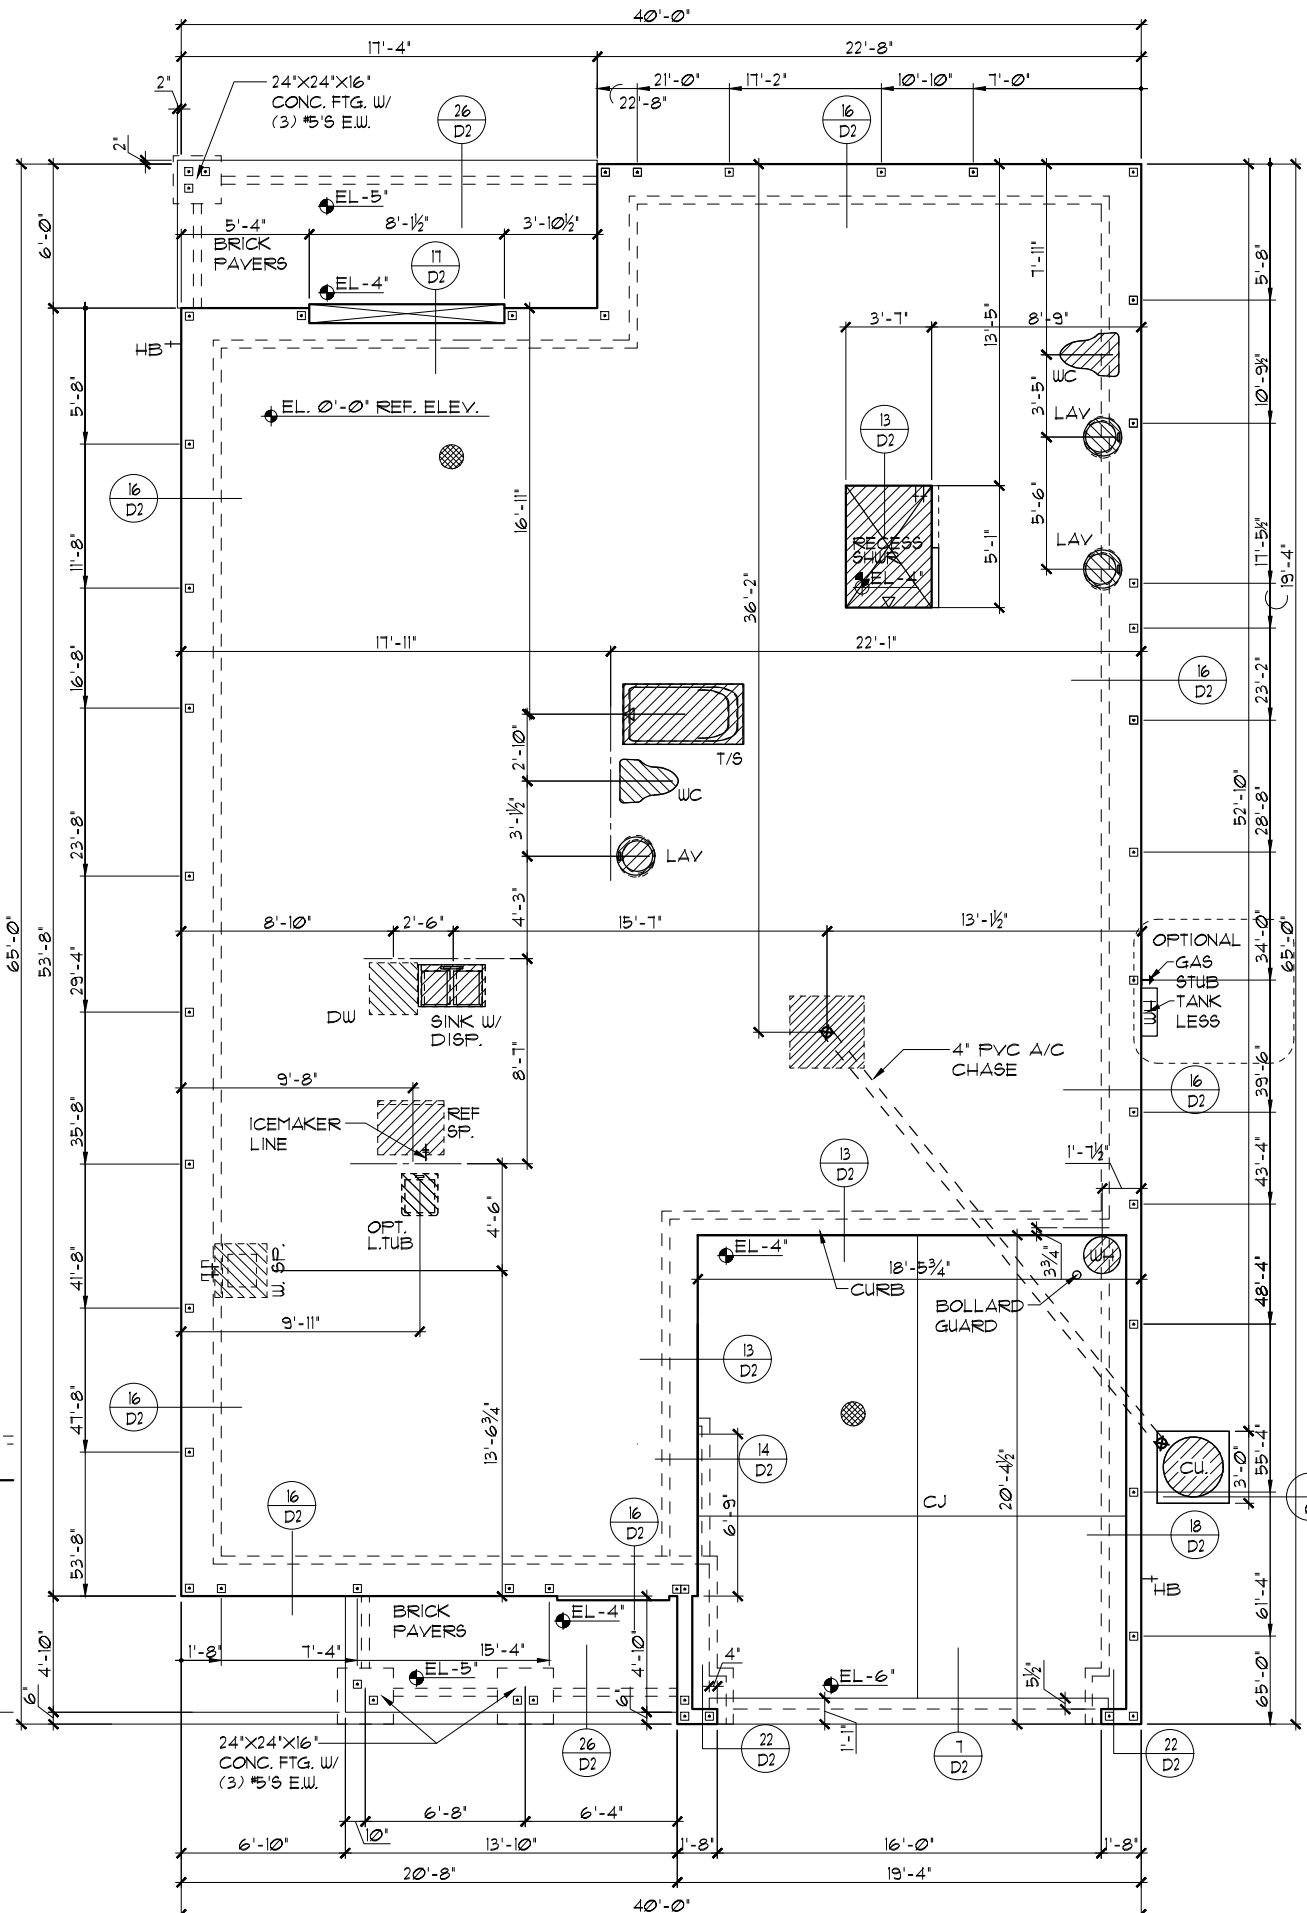 40'-0"
17'-4"
22'-8"
2"
24"X24"X16"
CONC. FTG. W/
(3) #5'S E.W.
21'-0"
17'-2"
10'-10"
7'-0"
22'-8"
26
D2
16
D2
2"
EL-5"
6'-0"
5'-4"
8'-1½"
3'-10½"
BRICK
PAVERS
17
D2
7'-11"
5'-8"
EL-4"
3'-7"
13'-5"
8'-9"
HB
WC
5'-8"
EL. 0'-0" REF. ELEV.
3'-5"
10'-9½"
LAV
13
D2
16
D2
16'-11"
5'-6"
11'-8"
RECESS
SHWR
EL-4"
5'-1"
LAV
17'-5½"
19'-4"
36'-2"
17'-11"
22'-1"
16'-8"
16
D2
23'-2"
2'-10"
T/S
WC
3'-1½"
LAV
52'-10"
28'-8"
23'-8"
65'-0"
53'-8"
8'-10"
2'-6"
4'-3"
15'-7"
13'-1½"
34'-0"
65'-0"
OPTIONAL
GAS
STUB
TANK
LESS
29'-4"
DW
SINK W/
DISP.
TW
8'-7"
4" PVC A/C
CHASE
39'-6"
9'-8"
16
D2
ICEMAKER
LINE
REF
SP.
35'-8"
13
D2
1'-7½"
43'-4"
OPT.
L.TUB
4'-6"
EL-4"
3¾"
WH
W. SP.
41'-8"
18'-5¾"
CURB
BOLLARD
GUARD
48'-4"
9'-11"
13
D2
16
D2
47'-8"
13'-6¾"
14
D2
CU.
3'-0"
55'-4"
6'-9"
CJ
20'-4½"
16
D2
16
D2
18
D2
53'-8"
HB
BRICK
PAVERS
EL-4"
61'-4"
4'-10"
1'-8"
7'-4"
15'-4"
4'-10"
4"
EL-5"
EL-6"
5½"
65'-0"
6"
6"
1'-1"
24"X24"X16"
CONC. FTG. W/
(3) #5'S E.W.
26
D2
22
D2
7
D2
22
D2
6'-8"
6'-4"
10"
6'-10"
13'-10"
1'-8"
16'-0"
1'-8"
20'-8"
19'-4"
40'-0"